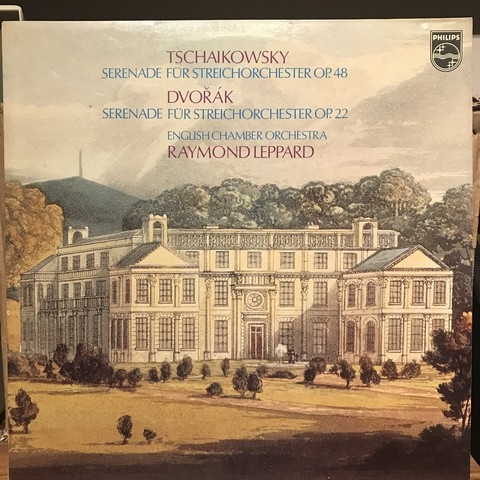 TSCHAIKOWSKY
SERENADE FÜR STREICHORCHESTER OP. 48
DVOŘÁK
SERENADE FÜR STREICHORCHESTER OP. 22
ENGLISH CHAMBER ORCHESTRA
RAYMOND LEPPARD
PHILIPS